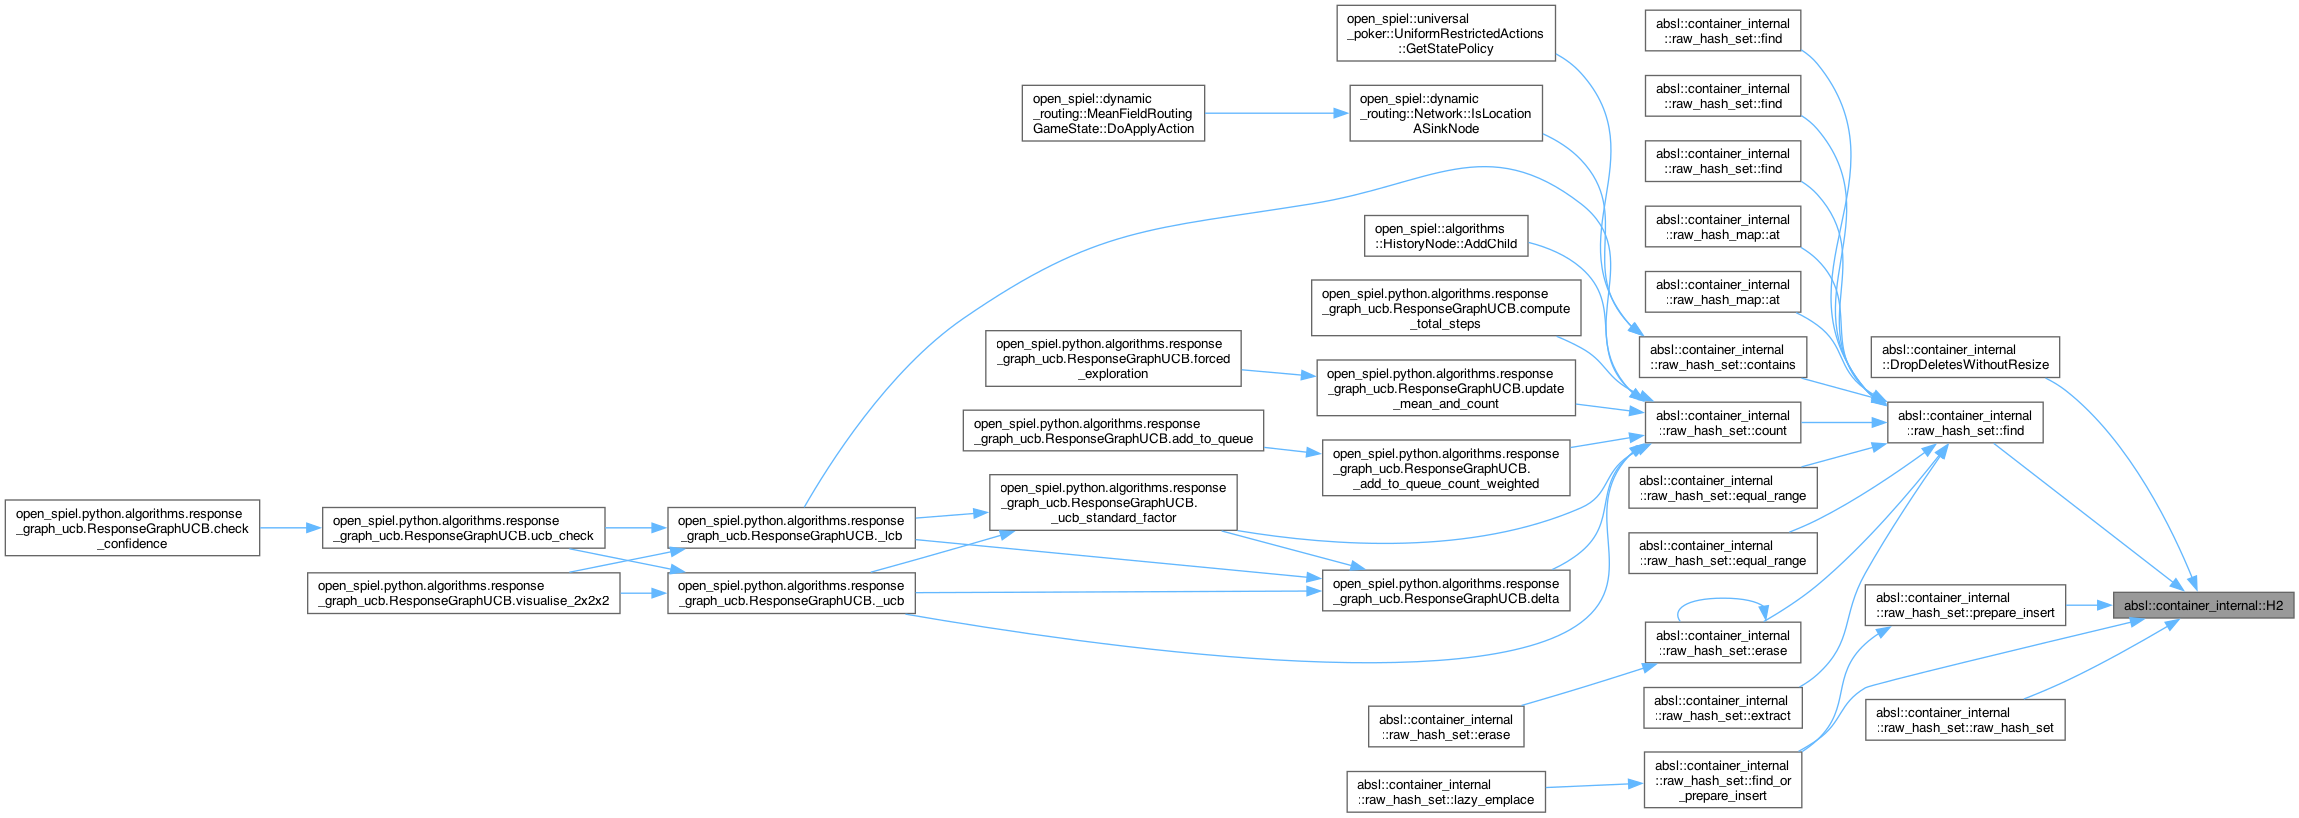 open_spiel::universal
_poker::UniformRestrictedActions
::GetStatePolicy
absl::container_internal
::raw_hash_set::find
open_spiel::dynamic
_routing::MeanFieldRouting
GameState::DoApplyAction
open_spiel::dynamic
_routing::Network::IsLocation
ASinkNode
absl::container_internal
::raw_hash_set::find
absl::container_internal
::raw_hash_set::find
absl::container_internal
::raw_hash_map::at
open_spiel::algorithms
::HistoryNode::AddChild
absl::container_internal
::raw_hash_map::at
open_spiel.python.algorithms.response
_graph_ucb.ResponseGraphUCB.compute
_total_steps
open_spiel.python.algorithms.response
_graph_ucb.ResponseGraphUCB.forced
_exploration
absl::container_internal
::raw_hash_set::contains
absl::container_internal
::DropDeletesWithoutResize
open_spiel.python.algorithms.response
_graph_ucb.ResponseGraphUCB.update
_mean_and_count
absl::container_internal
::raw_hash_set::count
absl::container_internal
::raw_hash_set::find
open_spiel.python.algorithms.response
_graph_ucb.ResponseGraphUCB.add_to_queue
open_spiel.python.algorithms.response
_graph_ucb.ResponseGraphUCB.
_add_to_queue_count_weighted
absl::container_internal
::raw_hash_set::equal_range
open_spiel.python.algorithms.response
_graph_ucb.ResponseGraphUCB.
_ucb_standard_factor
open_spiel.python.algorithms.response
_graph_ucb.ResponseGraphUCB.check
_confidence
open_spiel.python.algorithms.response
_graph_ucb.ResponseGraphUCB.ucb_check
open_spiel.python.algorithms.response
_graph_ucb.ResponseGraphUCB._lcb
absl::container_internal
::raw_hash_set::equal_range
open_spiel.python.algorithms.response
_graph_ucb.ResponseGraphUCB.visualise_2x2x2
open_spiel.python.algorithms.response
_graph_ucb.ResponseGraphUCB._ucb
open_spiel.python.algorithms.response
_graph_ucb.ResponseGraphUCB.delta
absl::container_internal
::raw_hash_set::prepare_insert
absl::container_internal::H2
absl::container_internal
::raw_hash_set::erase
absl::container_internal
::raw_hash_set::extract
absl::container_internal
::raw_hash_set::raw_hash_set
absl::container_internal
::raw_hash_set::erase
absl::container_internal
::raw_hash_set::find_or
_prepare_insert
absl::container_internal
::raw_hash_set::lazy_emplace